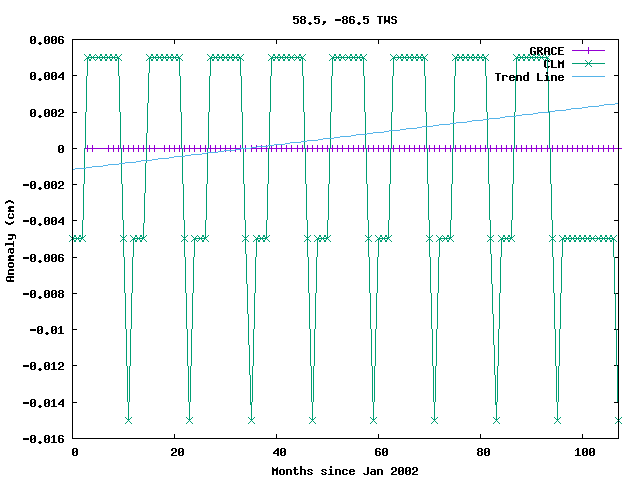 58.5, -86.5 TWS
0.006
0.004
0.002
0
-0.002
-0.004
-0.006
-0.008
-0.01
-0.012
-0.014
-0.016
Anomaly (cm)
GRACE
CLM
Trend Line
0 20 40 60 80 100
Months since Jan 2002